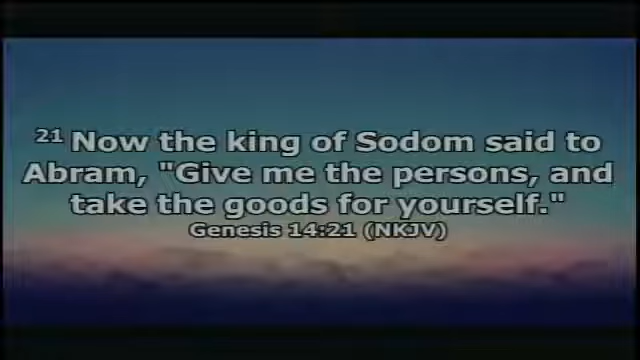 21 Now the king of Sodom said to
Abram, "Give me the persons, and
take the goods for yourself."
Genesis 14:21 (NKJV)